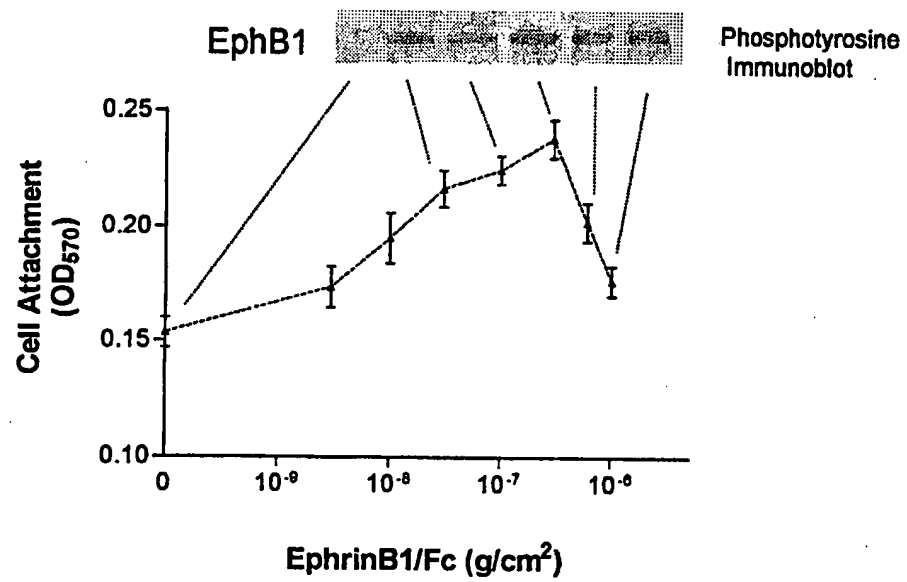 EphB1
Phosphotyrosine
Immunoblot
0.25
0.20
0.15
0.10
Cell Attachment
(OD570)
0
10-9
10-8
10-7
10-6
EphrinB1/Fc (g/cm2)